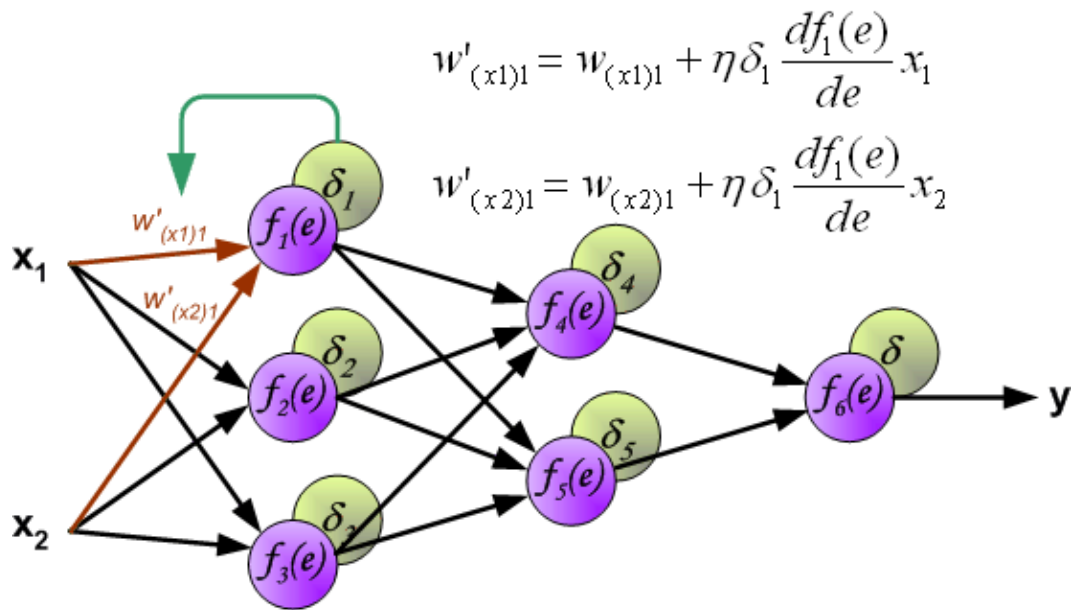 w'(x1)1 = w(x1)1 + ηδ1 df1(e)/de x1
w'(x2)1 = w(x2)1 + ηδ1 df1(e)/de x2
δ1
f1(e)
w'(x1)1
x1
w'(x2)1
δ4
f4(e)
δ2
f2(e)
δ
f6(e)
y
δ5
f5(e)
x2
δ3
f3(e)